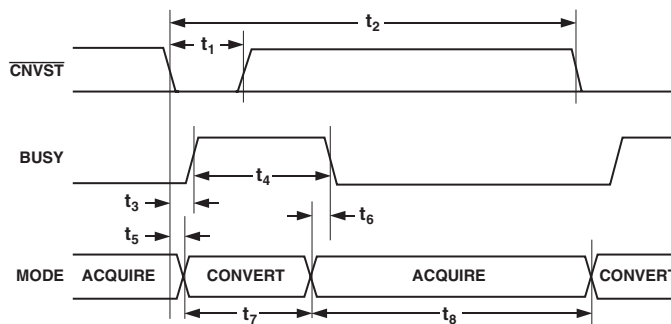 t2
t1
CNVST
BUSY
t4
t3
t6
t5
MODE ACQUIRE CONVERT ACQUIRE CONVERT
t7 t8